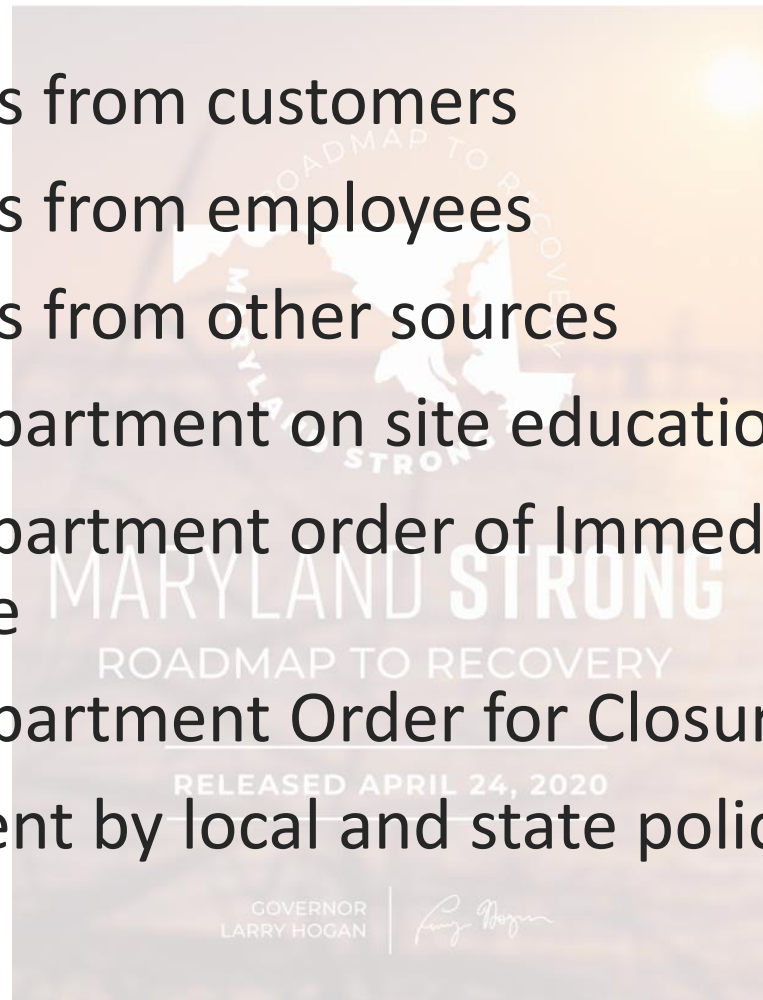 s from customers
s from employees
s from other sources
partment on site educatio
partment order of Immed
e
partment Order for Closur
ent by local and state polic
ROADMAP TO RECOVERY
MARYLAND STRONG
MARYLAND STRONG
ROADMAP TO RECOVERY
RELEASED APRIL 24, 2020
GOVERNOR
LARRY HOGAN
Larry Hogan